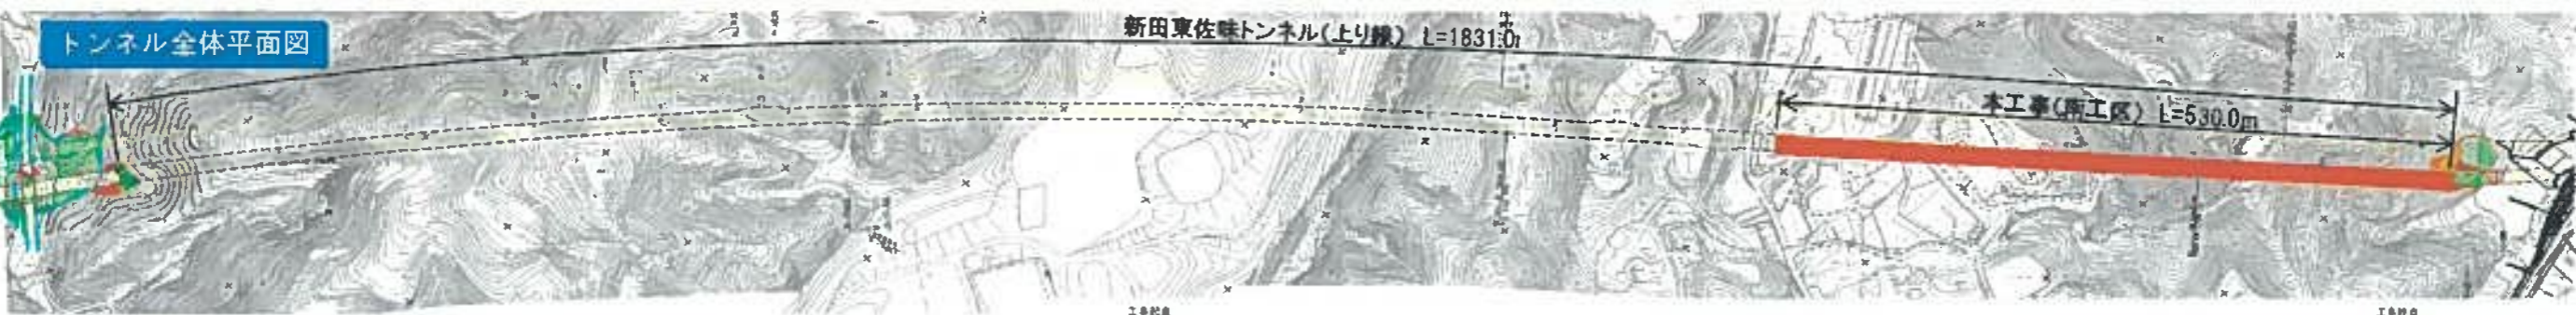 トンネル全体平面図
新田東佐味トンネル(上り線) L=1831.0m
本工事(南工区) L=530.0m